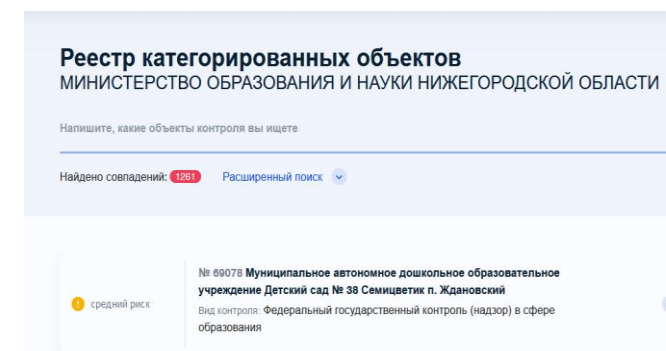 Реестр категорированных объектов
МИНИСТЕРСТВО ОБРАЗОВАНИЯ И НАУКИ НИЖЕГОРОДСКОЙ ОБЛАСТИ
Напишите, какие объекты контроля вы ищете
Найдено совпадений: 1261 Расширенный поиск
№ 69078 Муниципальное автономное дошкольное образовательное
учреждение Детский сад № 38 Семицветик п. Ждановский
средний риск
Вид контроля: Федеральный государственный контроль (надзор) в сфере
образования